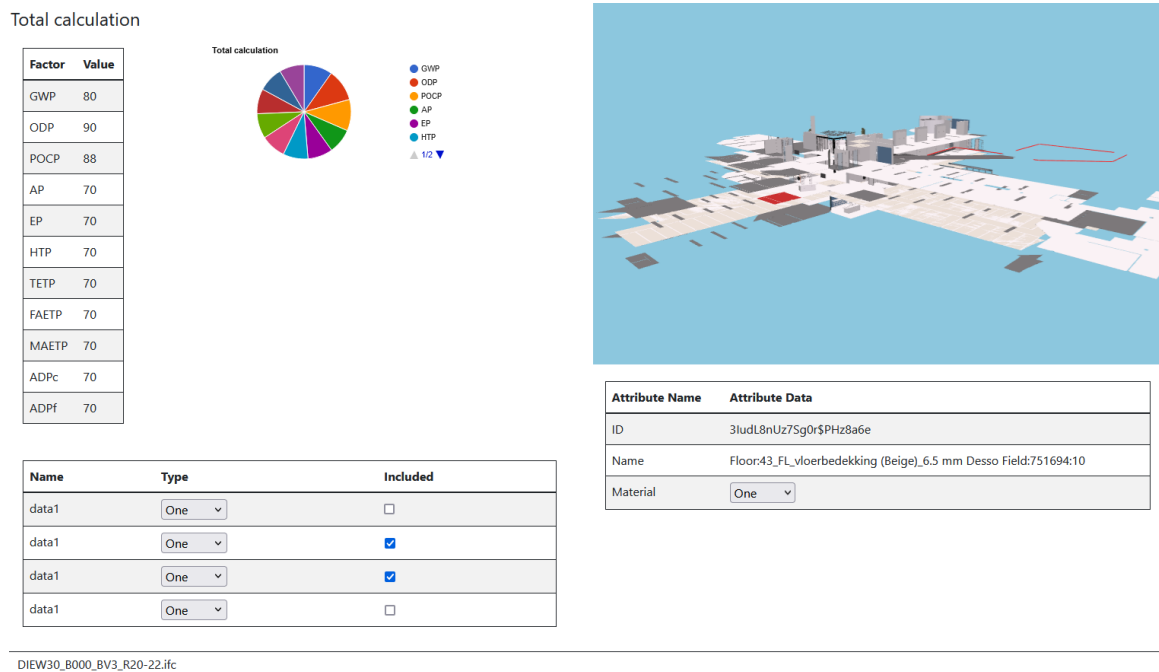 Total calculation
Factor Value
GWP 80
ODP 90
POCP 88
AP 70
EP 70
HTP 70
TETP 70
FAETP 70
MAETP 70
ADPc 70
ADPf 70
Total calculation
GWP
ODP
POCP
AP
EP
HTP
1/2
Name Type Included
data1 One
data1 One
data1 One
data1 One
Attribute Name Attribute Data
ID 3IudL8nUz7Sg0r$PHz8a6e
Name Floor:43_FL_vloerbedekking (Beige)_6.5 mm Desso Field:751694:10
Material One
DIEW30_B000_BV3_R20-22.ifc